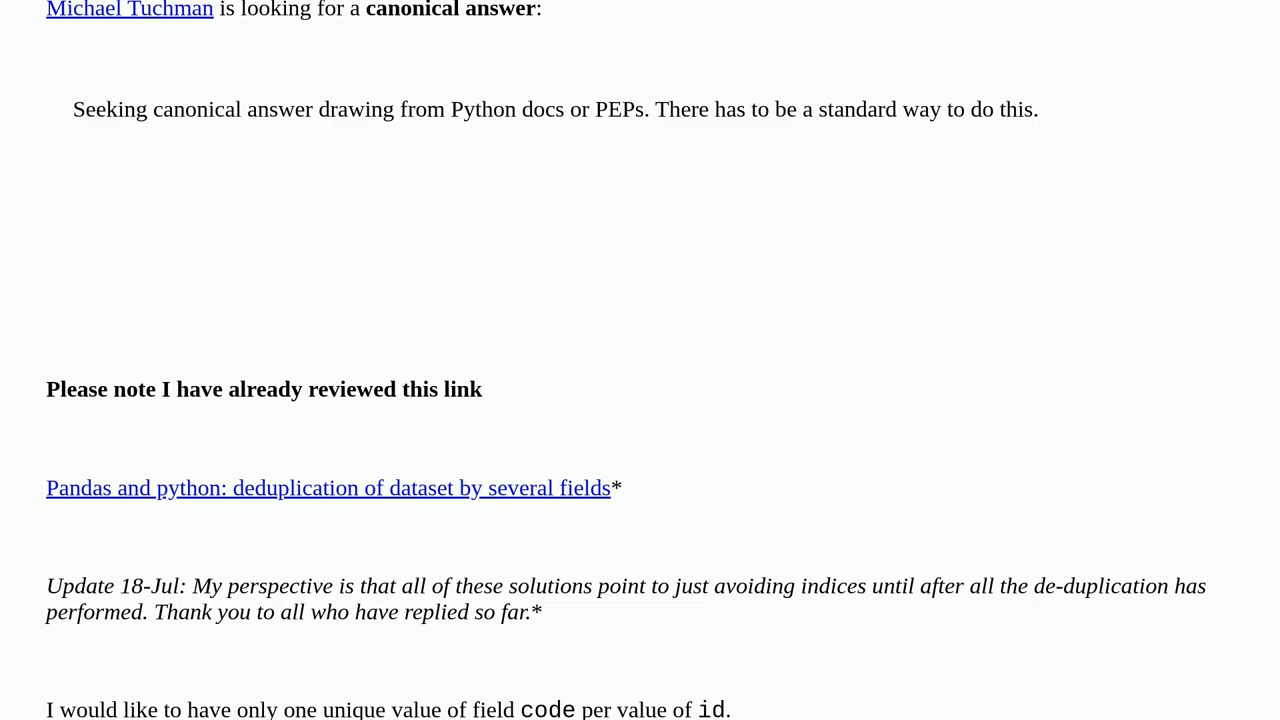 Michael Tuchman is looking for a canonical answer:
Seeking canonical answer drawing from Python docs or PEPs. There has to be a standard way to do this.
Please note I have already reviewed this link
Pandas and python: deduplication of dataset by several fields*
Update 18-Jul: My perspective is that all of these solutions point to just avoiding indices until after all the de-duplication has
performed. Thank you to all who have replied so far.*
I would like to have only one unique value of field code per value of id.